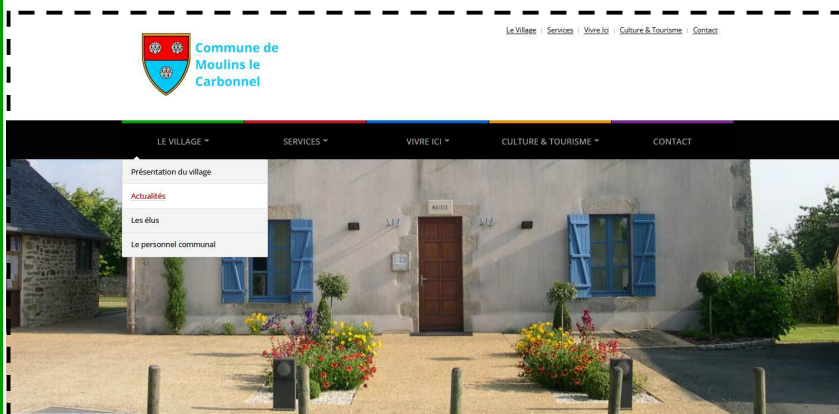 Le Village | Services | Vivre Ici | Culture & Tourisme | Contact
Commune de
Moulins le
Carbonnel
LE VILLAGE SERVICES VIVRE ICI CULTURE & TOURISME CONTACT
Présentation du village
Actualités
Les élus
Le personnel communal
MAIRIE